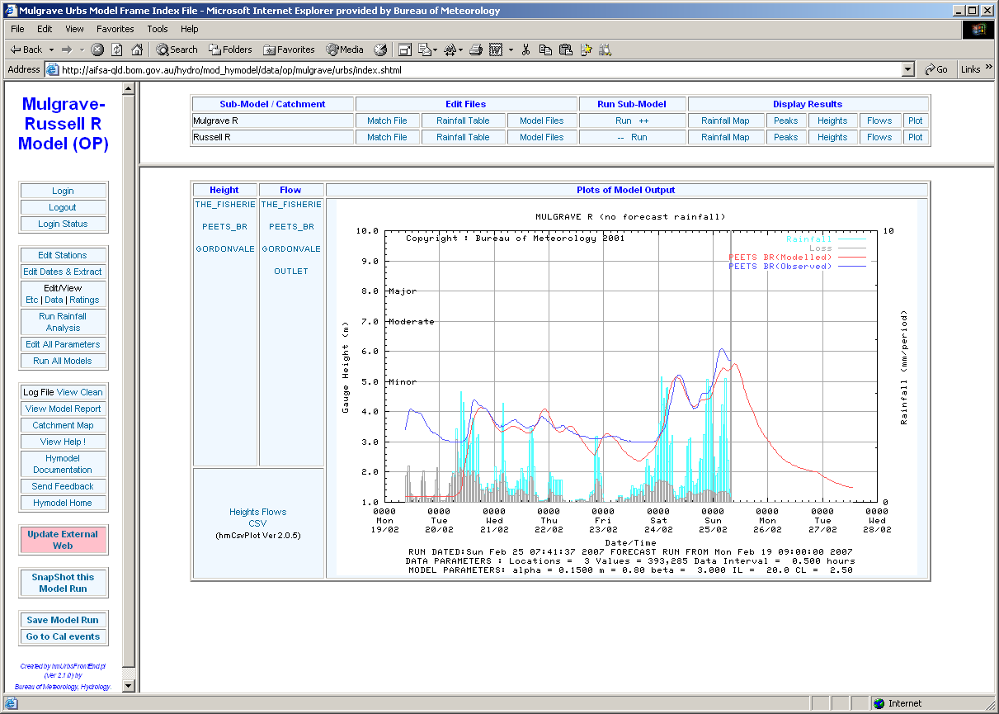 Mulgrave Urbs Model Frame Index File - Microsoft Internet Explorer provided by Bureau of Meteorology
File Edit View Favorites Tools Help
Back Search Folders Favorites Media
Address http://aifsa-qld.bom.gov.au/hydro/mod_hymodel/data/op/mulgrave/urbs/index.shtml Go Links »
Mulgrave-
Russell R
Model (OP)
Login
Logout
Login Status
Edit Stations
Edit Dates & Extract
Edit/View
Etc | Data | Ratings
Run Rainfall
Analysis
Edit All Parameters
Run All Models
Log File View Clean
View Model Report
Catchment Map
View Help !
Hymodel
Documentation
Send Feedback
Hymodel Home
Update External
Web
SnapShot this
Model Run
Save Model Run
Go to Cal events
Created by hmUrbsFrontEnd.pl
(Ver 2.1.0) by
Bureau of Meteorology, Hydrology.
Sub-Model / Catchment Edit Files Run Sub-Model Display Results
Mulgrave R Match File Rainfall Table Model Files Run ++ Rainfall Map Peaks Heights Flows Plot
Russell R Match File Rainfall Table Model Files -- Run Rainfall Map Peaks Heights Flows Plot
Height Flow Plots of Model Output
THE_FISHERIE THE_FISHERIE
PEETS_BR PEETS_BR
GORDONVALE GORDONVALE
OUTLET
Heights Flows
CSV
(hmCsvPlot Ver 2.0.5)
MULGRAVE R (no forecast rainfall)
Copyright : Bureau of Meteorology 2001
Rainfall
Loss
PEETS BR(Modelled)
PEETS BR(Observed)
Gauge Height (m)
10.0
9.0
8.0 Major
7.0 Moderate
6.0
5.0 Minor
4.0
3.0
2.0
1.0
10
0
Rainfall (mm/period)
0000 0000 0000 0000 0000 0000 0000 0000 0000 0000
Mon Tue Wed Thu Fri Sat Sun Mon Tue Wed
19/02 20/02 21/02 22/02 23/02 24/02 25/02 26/02 27/02 28/02
Date/Time
RUN DATED:Sun Feb 25 07:41:37 2007 FORECAST RUN FROM Mon Feb 19 09:00:00 2007
DATA PARAMETERS : Locations = 3 Values = 393,285 Data Interval = 0.500 hours
MODEL PARAMETERS: alpha = 0.1500 m = 0.80 beta = 3.000 IL = 20.0 CL = 2.50
Internet